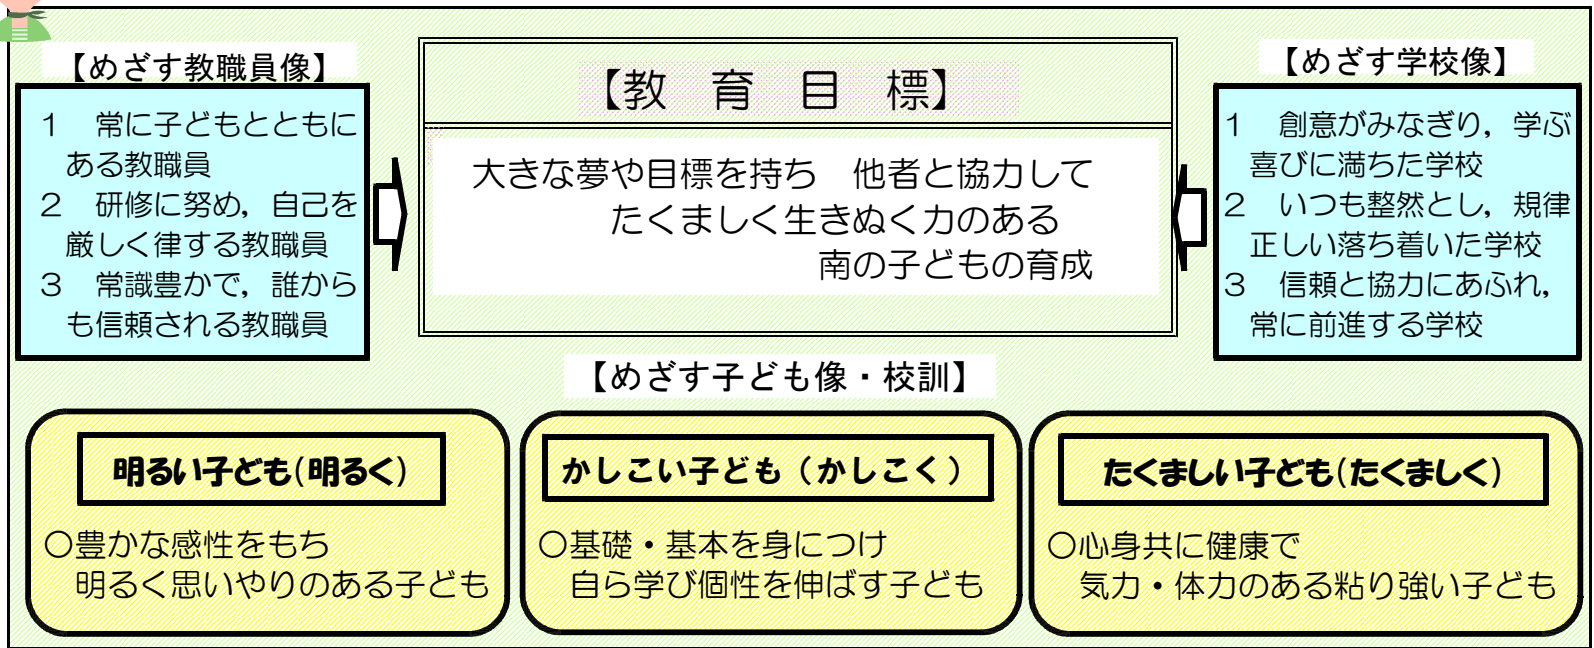 【めざす教職員像】
1　常に子どもとともに
ある教職員
2　研修に努め，自己を
厳しく律する教職員
3　常識豊かで，誰から
も信頼される教職員
【教　育　目　標】
大きな夢や目標を持ち　他者と協力して
たくましく生きぬく力のある
南の子どもの育成
【めざす学校像】
1　創意がみなぎり，学ぶ
喜びに満ちた学校
2　いつも整然とし，規律
正しい落ち着いた学校
3　信頼と協力にあふれ，
常に前進する学校
【めざす子ども像・校訓】
明るい子ども(明るく)
○豊かな感性をもち
明るく思いやりのある子ども
かしこい子ども（かしこく）
○基礎・基本を身につけ
自ら学び個性を伸ばす子ども
たくましい子ども(たくましく)
○心身共に健康で
気力・体力のある粘り強い子ども